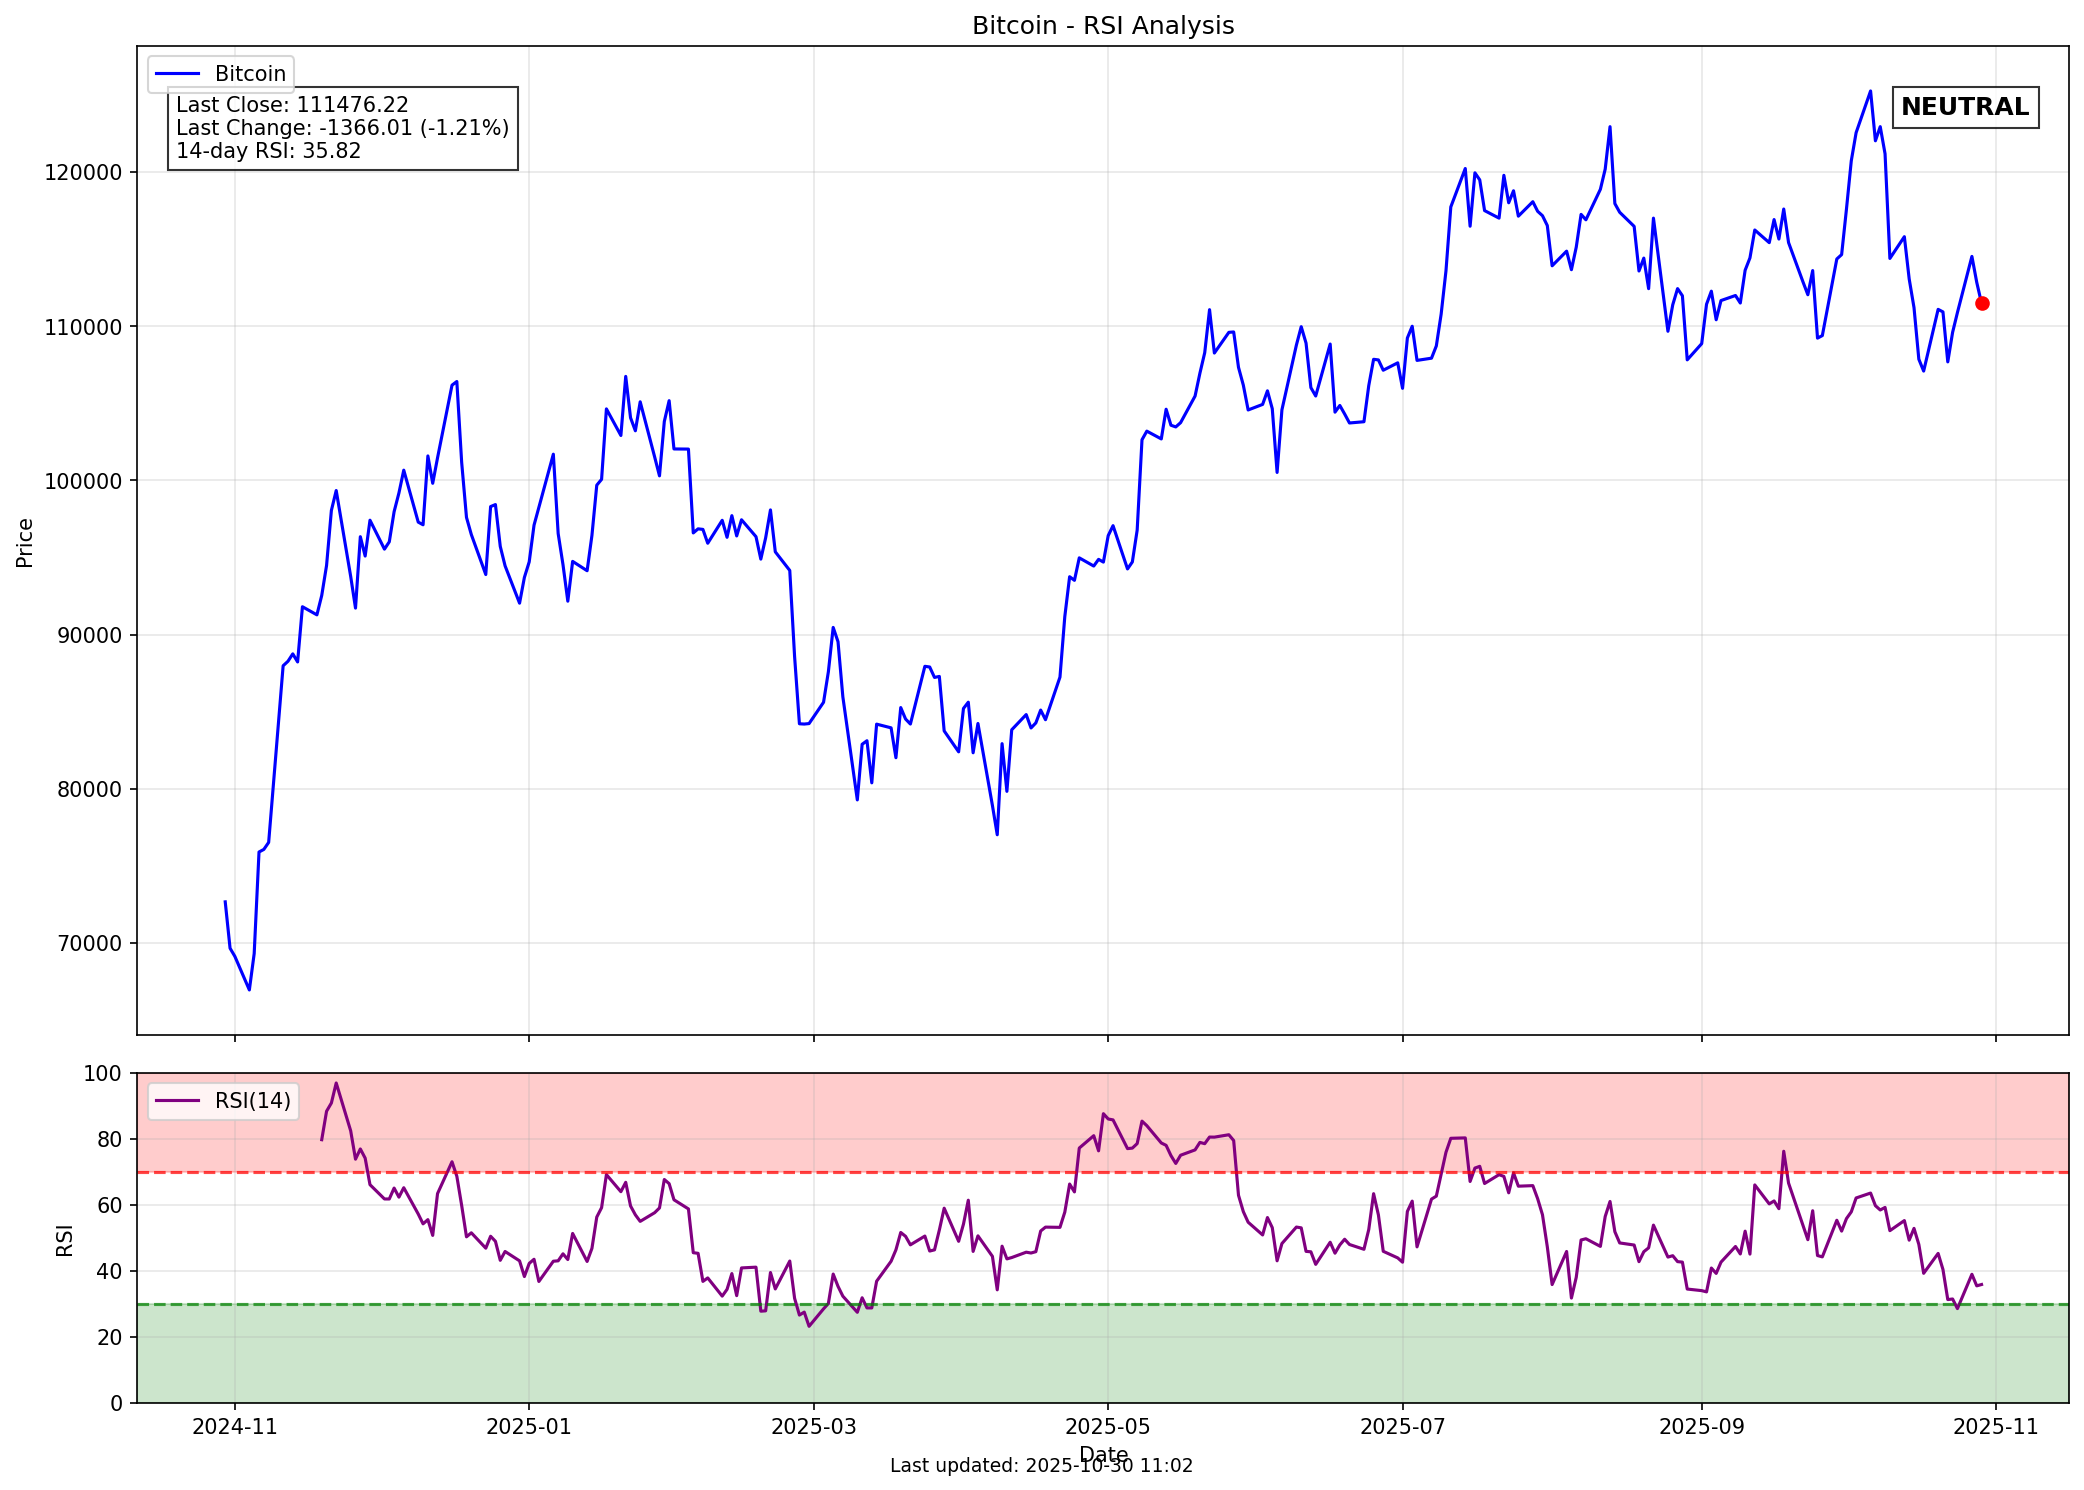 Bitcoin - RSI Analysis
Bitcoin
Last Close: 111476.22
Last Change: -1366.01 (-1.21%)
14-day RSI: 35.82
NEUTRAL
Price
120000
110000
100000
90000
80000
70000
RSI(14)
RSI
100
80
60
40
20
0
2024-11
2025-01
2025-03
2025-05
2025-07
2025-09
2025-11
Date
Last updated: 2025-10-30 11:02